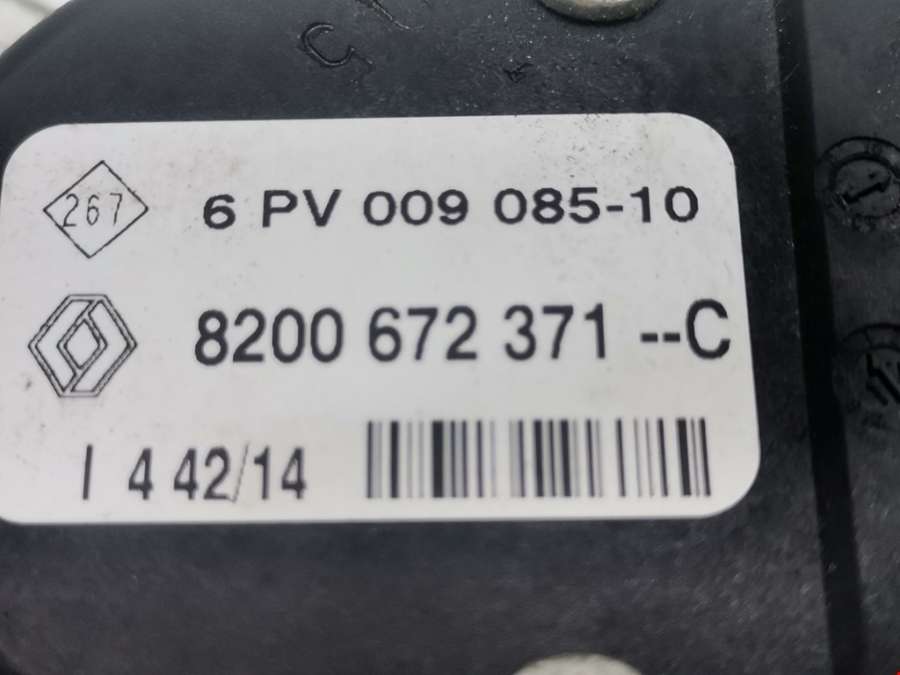 267 6 PV 009 085-10
8200 672 371 --C
I 4 42/14